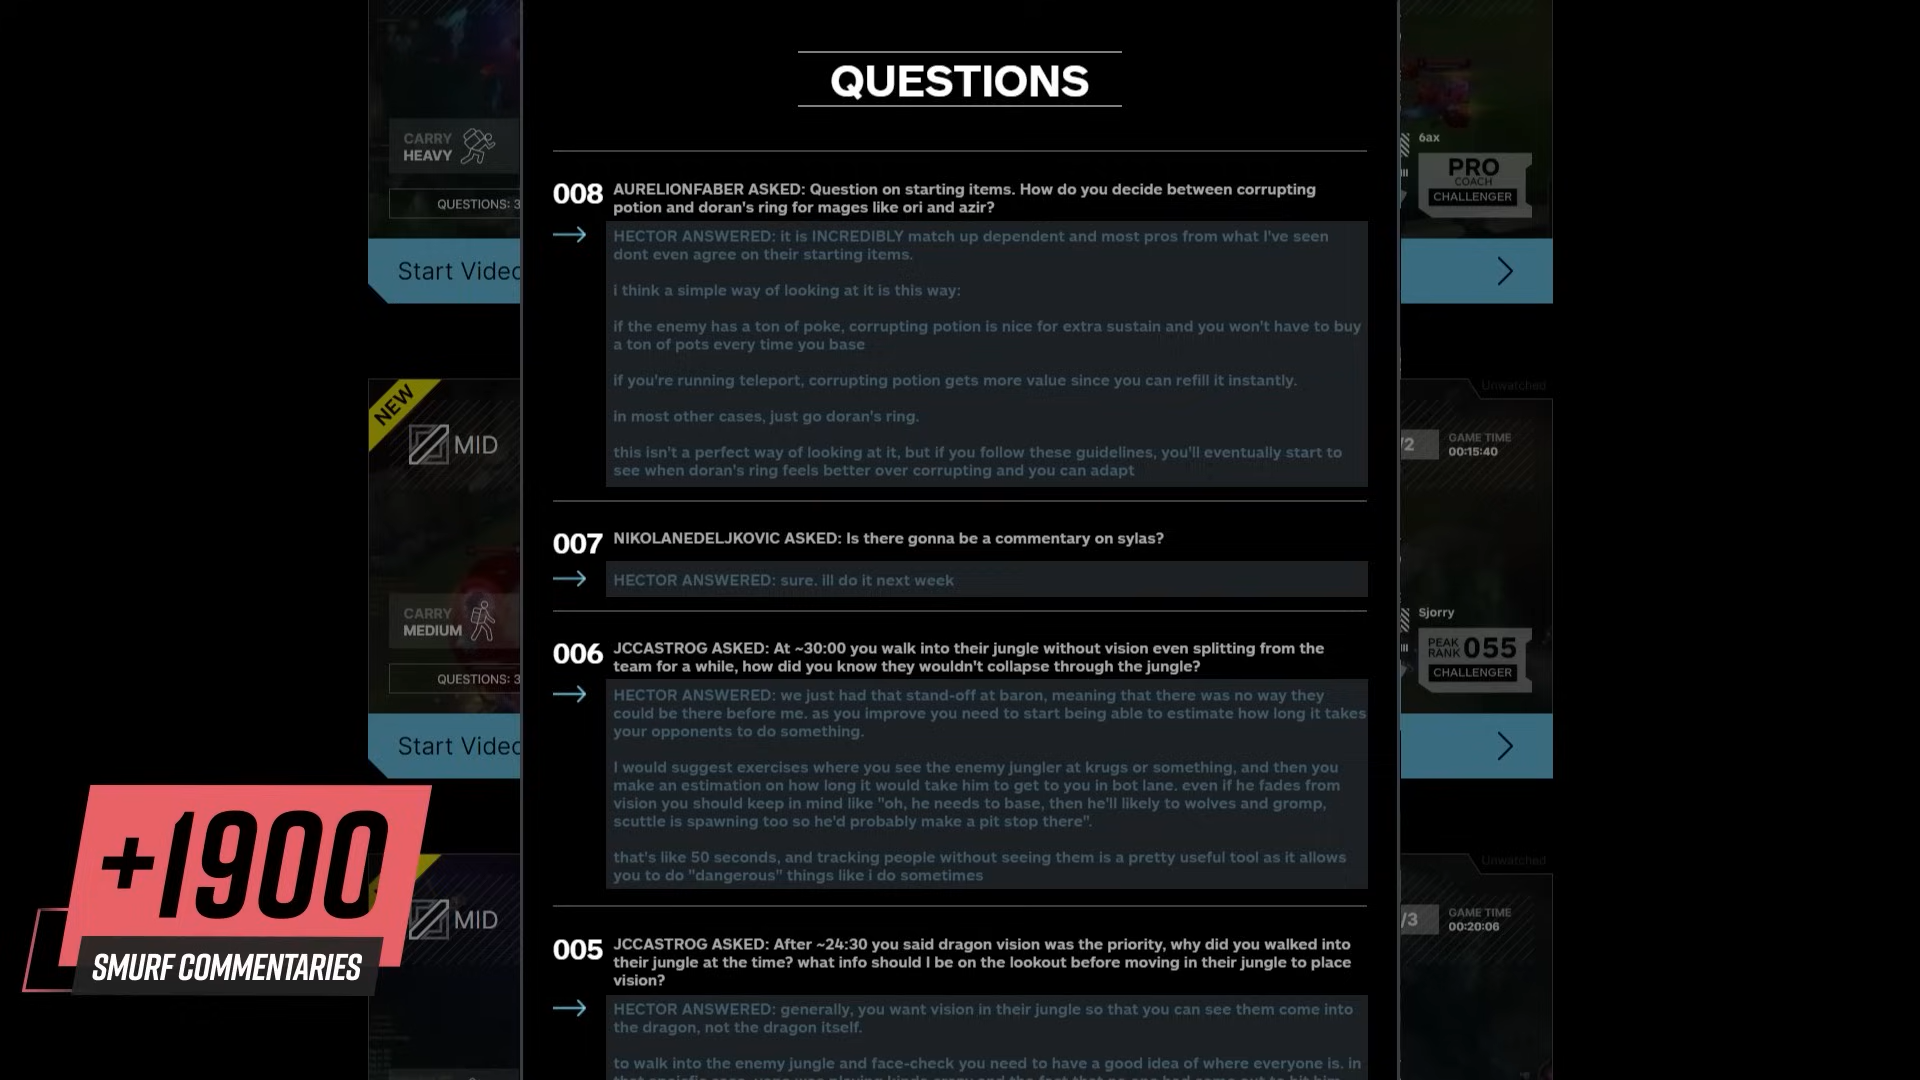 QUESTIONS
CARRY
HEAVY
QUESTIONS: 3
Start Video
6ax
PRO
COACH
CHALLENGER
008
AURELIONFABER ASKED: Question on starting items. How do you decide between corrupting
potion and doran's ring for mages like ori and azir?
HECTOR ANSWERED: it is INCREDIBLY match up dependent and most pros from what I've seen
dont even agree on their starting items.
i think a simple way of looking at it is this way:
if the enemy has a ton of poke, corrupting potion is nice for extra sustain and you won't have to buy
a ton of pots every time you base
if you're running teleport, corrupting potion gets more value since you can refill it instantly.
in most other cases, just go doran's ring.
this isn't a perfect way of looking at it, but if you follow these guidelines, you'll eventually start to
see when doran's ring feels better over corrupting and you can adapt
NEW
MID
Unwatched
/2
GAME TIME
00:15:40
007
NIKOLANEDELJKOVIC ASKED: Is there gonna be a commentary on sylas?
HECTOR ANSWERED: sure. ill do it next week
CARRY
MEDIUM
QUESTIONS: 3
Start Video
Sjorry
PEAK
RANK
055
CHALLENGER
006
JCCASTROG ASKED: At ~30:00 you walk into their jungle without vision even splitting from the
team for a while, how did you know they wouldn't collapse through the jungle?
HECTOR ANSWERED: we just had that stand-off at baron, meaning that there was no way they
could be there before me. as you improve you need to start being able to estimate how long it takes
your opponents to do something.
I would suggest exercises where you see the enemy jungler at krugs or something, and then you
make an estimation on how long it would take him to get to you in bot lane. even if he fades from
vision you should keep in mind like "oh, he needs to base, then he'll likely to wolves and gromp,
scuttle is spawning too so he'd probably make a pit stop there".
that's like 50 seconds, and tracking people without seeing them is a pretty useful tool as it allows
you to do "dangerous" things like i do sometimes
+1900
SMURF COMMENTARIES
MID
Unwatched
/3
GAME TIME
00:20:06
005
JCCASTROG ASKED: After ~24:30 you said dragon vision was the priority, why did you walked into
their jungle at the time? what info should I be on the lookout before moving in their jungle to place
vision?
HECTOR ANSWERED: generally, you want vision in their jungle so that you can see them come into
the dragon, not the dragon itself.
to walk into the enemy jungle and face-check you need to have a good idea of where everyone is. in